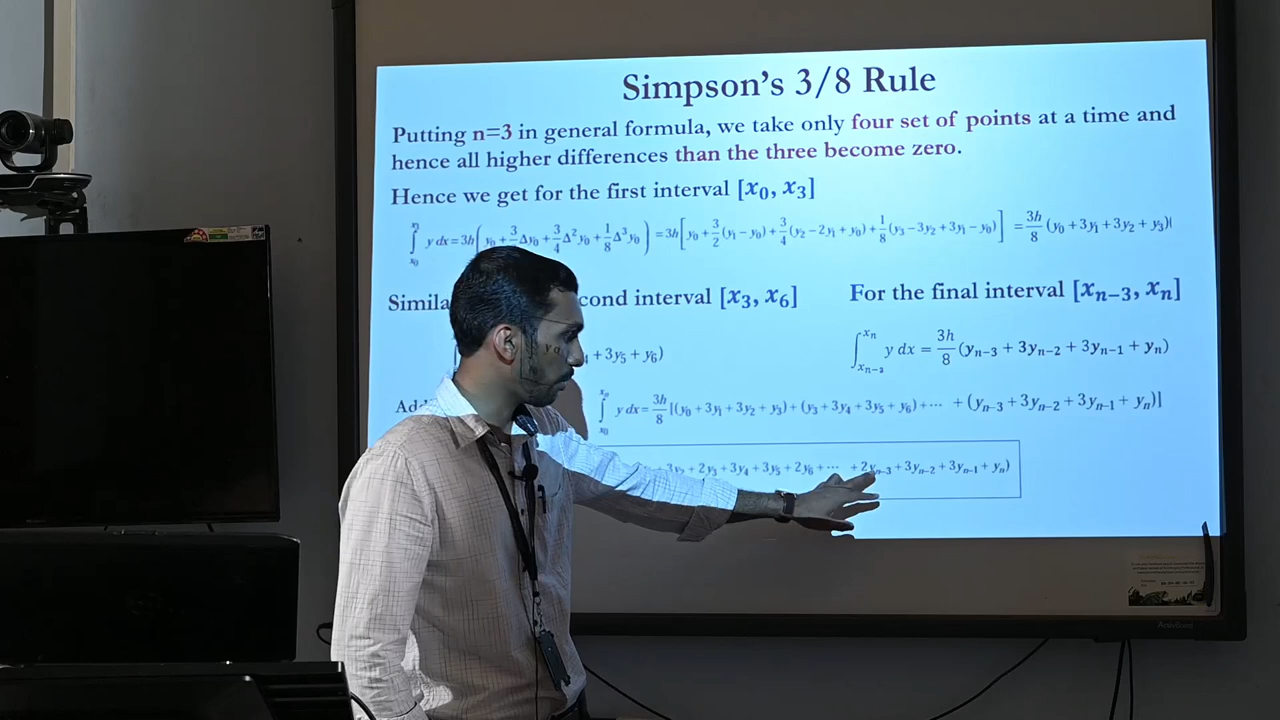 Simpson's 3/8 Rule
Putting n=3 in general formula, we take only four set of points at a time and
hence all higher differences than the three become zero.
Hence we get for the first interval [x₀, x₃]
∫ y dx = 3h( y₀ + 3/2 Δy₀ + 3/4 Δ²y₀ + 1/8 Δ³y₀ ) = 3h[ y₀ + 3/2 (y₁ − y₀) + 3/4 (y₂ − 2y₁ + y₀) + 1/8 (y₃ − 3y₂ + 3y₁ − y₀) ] = 3h/8 (y₀ + 3y₁ + 3y₂ + y₃)
cond interval [x₃, x₆]
For the final interval [xₙ₋₃, xₙ]
+ 3y₅ + y₆)
∫ y dx = 3h/8 (yₙ₋₃ + 3yₙ₋₂ + 3yₙ₋₁ + yₙ)
∫ y dx = 3h/8 [(y₀ + 3y₁ + 3y₂ + y₃) + (y₃ + 3y₄ + 3y₅ + y₆) + ⋯ + (yₙ₋₃ + 3yₙ₋₂ + 3yₙ₋₁ + yₙ)]
3y₂ + 2y₃ + 3y₄ + 3y₅ + 2y₆ + ⋯ + 2yₙ₋₃ + 3yₙ₋₂ + 3yₙ₋₁ + yₙ)